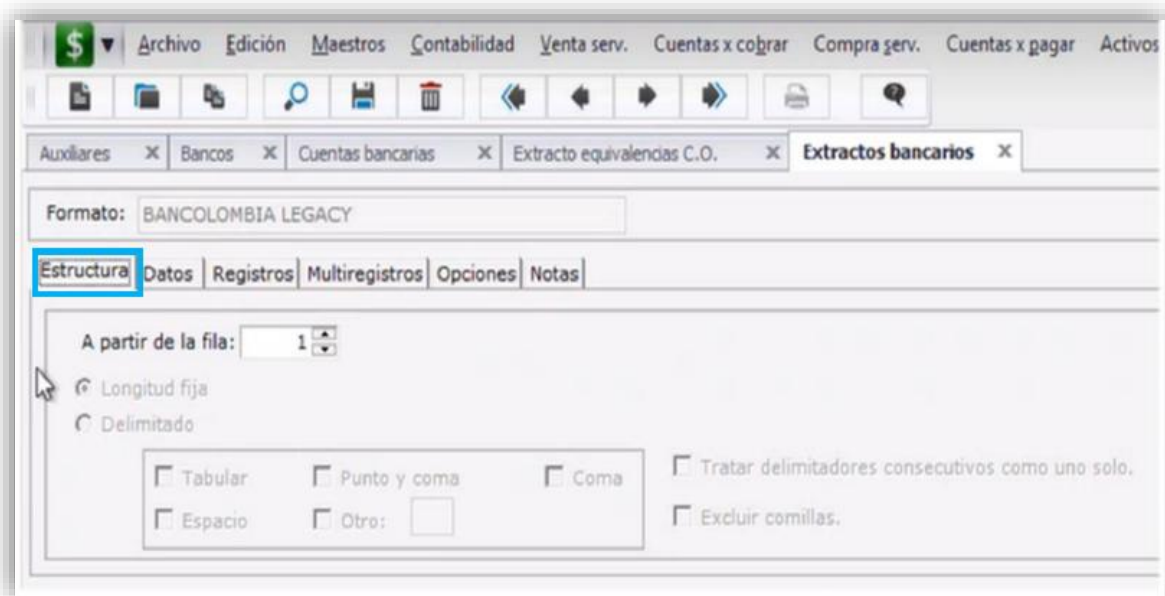 $ Archivo Edición Maestros Contabilidad Venta serv. Cuentas x cobrar Compra serv. Cuentas x pagar Activos
?
Auxiliares X Bancos X Cuentas bancarias X Extracto equivalencias C.O. X Extractos bancarios X
Formato: BANCOLOMBIA LEGACY
Estructura Datos Registros Multiregistros Opciones Notas
A partir de la fila: 1
Longitud fija
Delimitado
Tabular Punto y coma Coma Tratar delimitadores consecutivos como uno solo.
Espacio Otro: Excluir comillas.